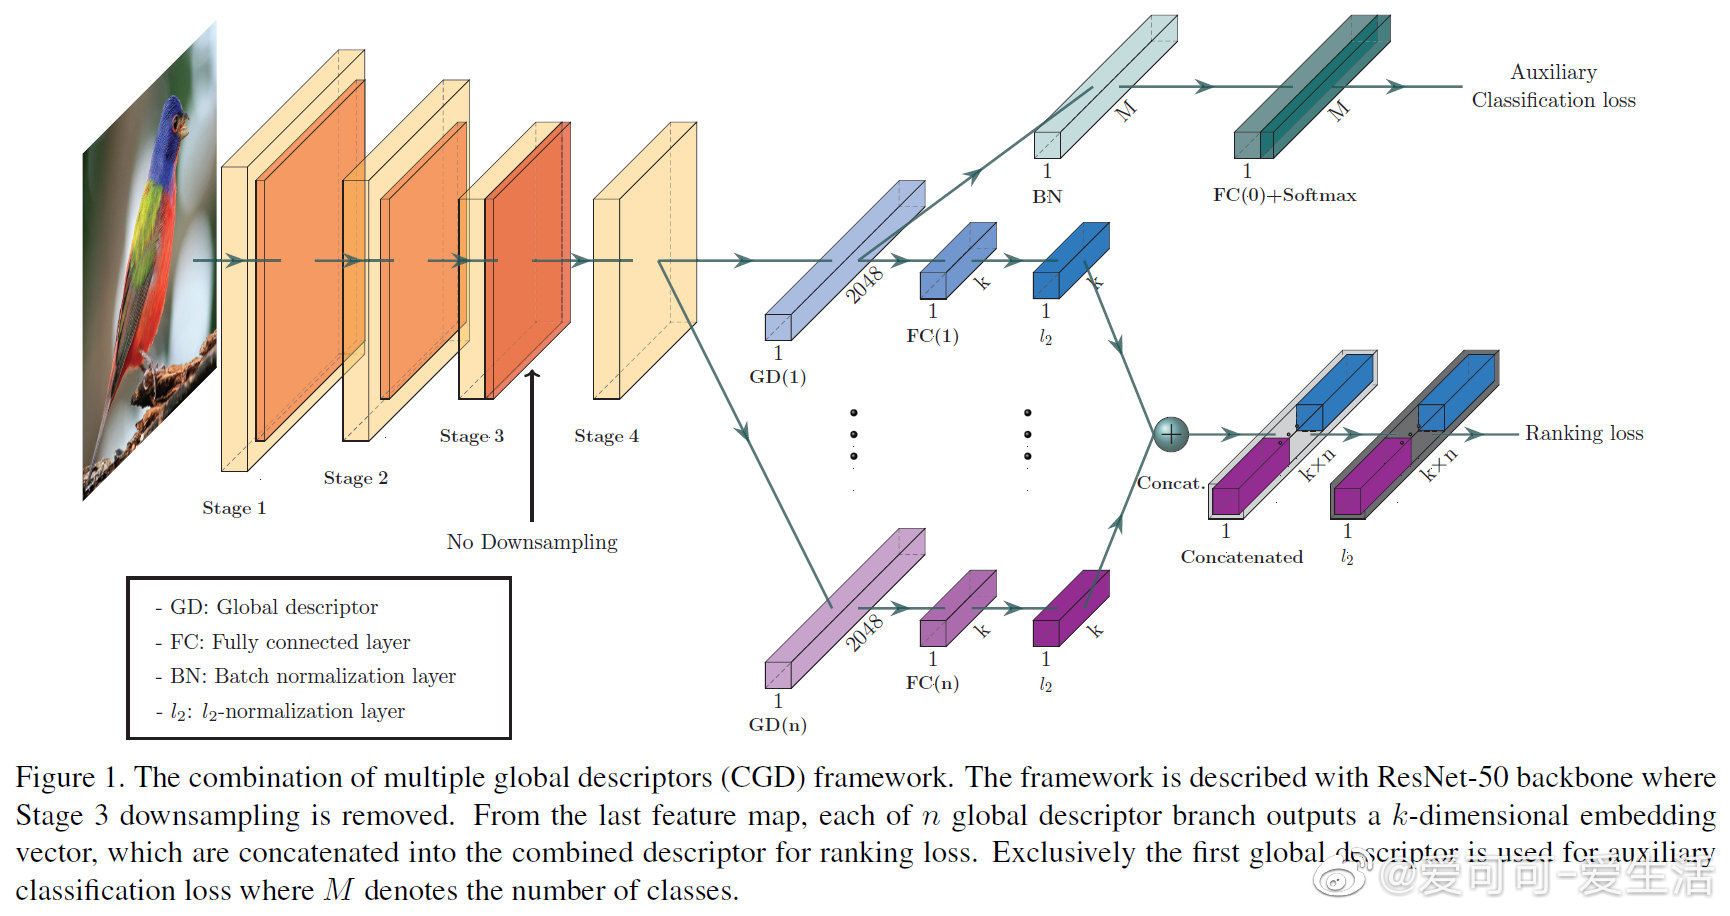 Auxiliary
Classification loss
M
M
1
BN
1
FC(0)+Softmax
2048
k
k
1
GD(1)
1
FC(1)
1
l₂
Stage 1
Stage 2
Stage 3
Stage 4
No Downsampling
Concat.
k×n
k×n
Ranking loss
1
Concatenated
1
l₂
2048
k
k
1
GD(n)
1
FC(n)
1
l₂
- GD: Global descriptor
- FC: Fully connected layer
- BN: Batch normalization layer
- l₂: l₂-normalization layer
Figure 1. The combination of multiple global descriptors (CGD) framework. The framework is described with ResNet-50 backbone where
Stage 3 downsampling is removed. From the last feature map, each of n global descriptor branch outputs a k-dimensional embedding
vector, which are concatenated into the combined descriptor for ranking loss. Exclusively the first global descriptor is used for auxiliary
classification loss where M denotes the number of classes.
@爱可可-爱生活